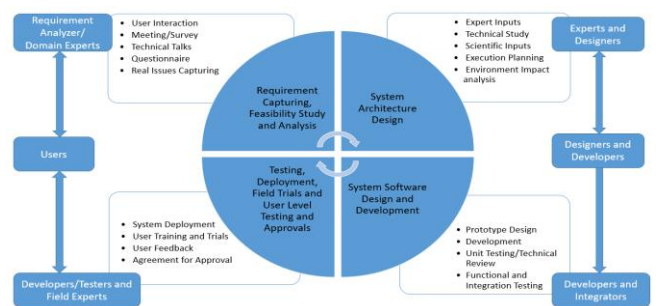 Requirement
Analyzer/
Domain Experts
• User Interaction
• Meeting/Survey
• Technical Talks
• Questionnaire
• Real Issues Capturing
• Expert Inputs
• Technical Study
• Scientific Inputs
• Execution Planning
• Environment Impact
analysis
Experts and
Designers
Requirement
Capturing,
Feasibility Study
and Analysis
System
Architecture
Design
Users
Designers and
Developers
Testing,
Deployment,
Field Trials and
User Level
Testing and
Approvals
System Software
Design and
Development
• System Deployment
• User Training and Trials
• User Feedback
• Agreement for Approval
• Prototype Design
• Development
• Unit Testing/Technical
Review
• Functional and
Integration Testing
Developers/Testers and
Field Experts
Developers and
Integrators